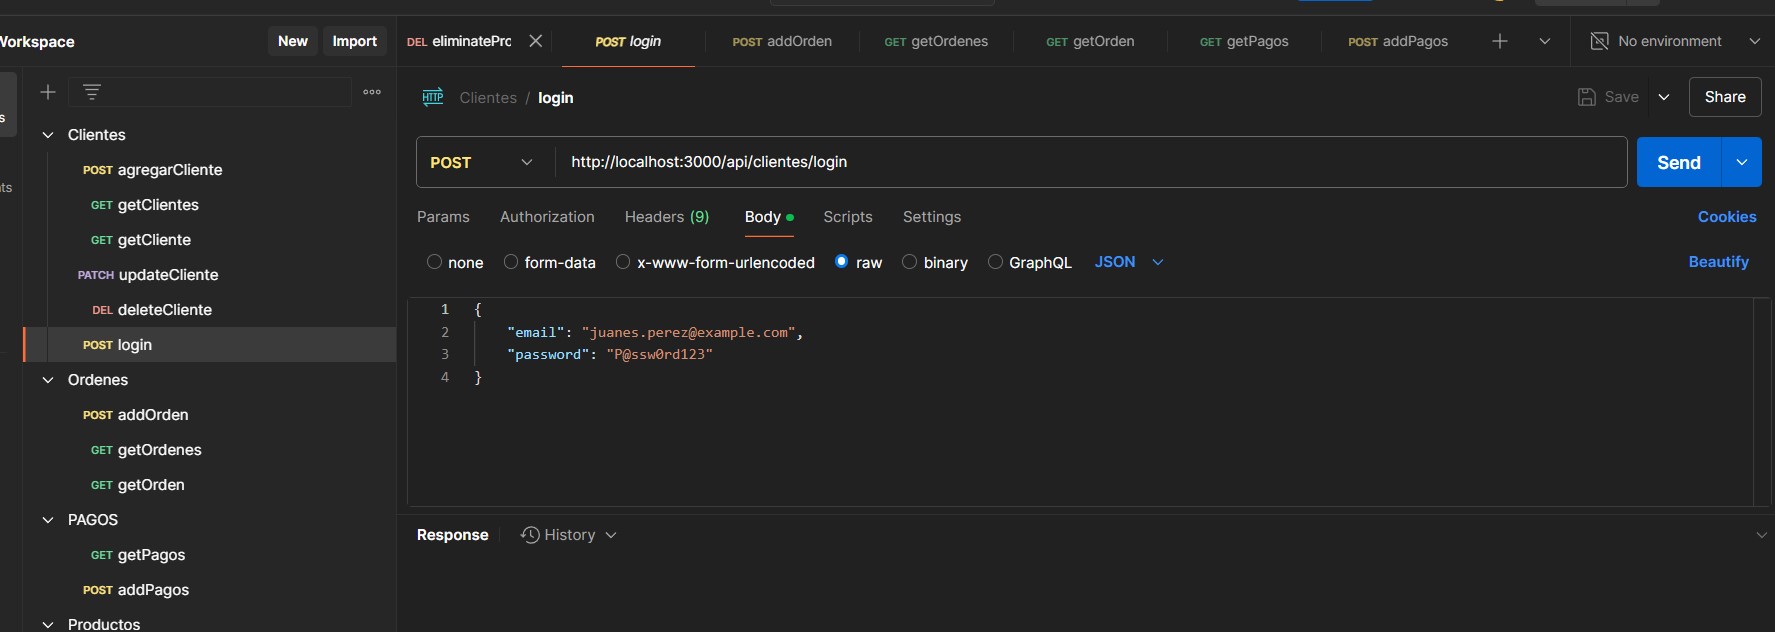 Workspace
New
Import
DEL eliminatePro
POST login
POST addOrden
GET getOrdenes
GET getOrden
GET getPagos
POST addPagos
No environment
s
ts
Clientes
POST agregarCliente
GET getClientes
GET getCliente
PATCH updateCliente
DEL deleteCliente
POST login
Ordenes
POST addOrden
GET getOrdenes
GET getOrden
PAGOS
GET getPagos
POST addPagos
Productos
HTTP Clientes / login
Save
Share
POST
http://localhost:3000/api/clientes/login
Send
Params Authorization Headers (9) Body Scripts Settings Cookies
none form-data x-www-form-urlencoded raw binary GraphQL JSON Beautify
1 {
2 "email": "juanes.perez@example.com",
3 "password": "P@ssw0rd123"
4 }
Response History